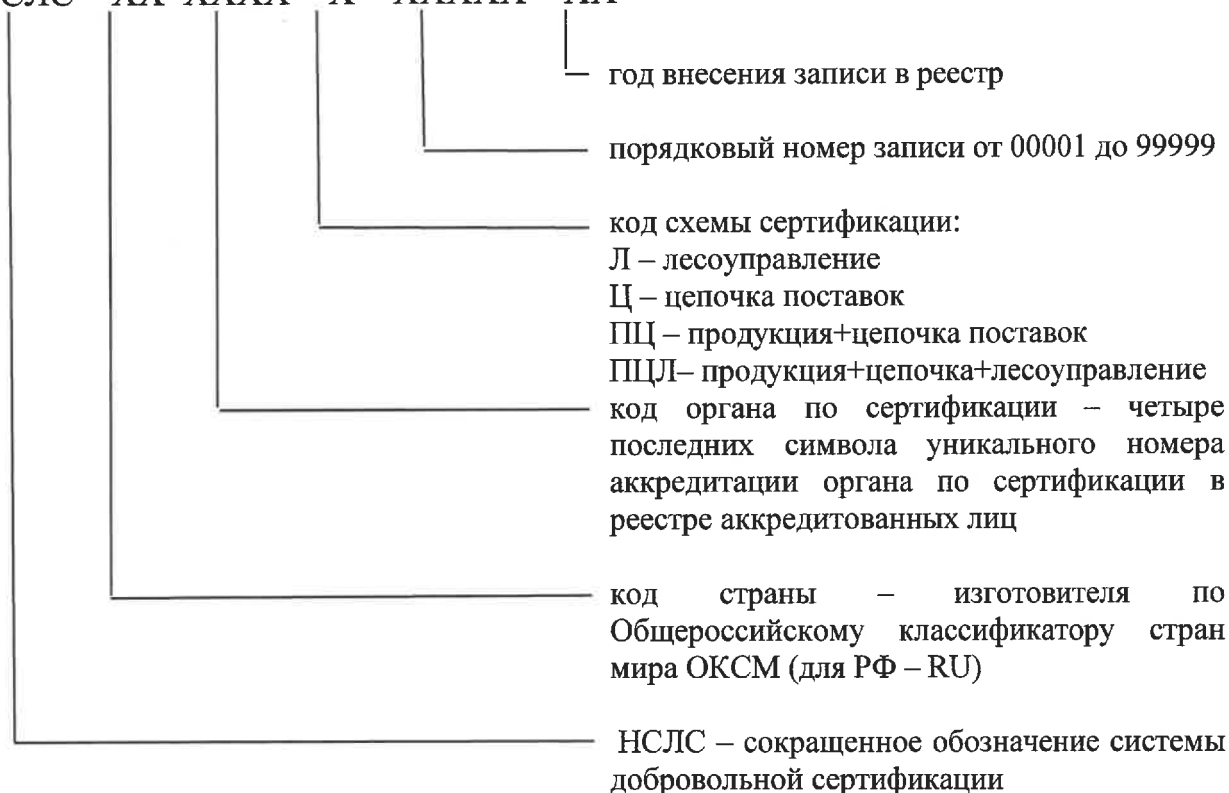 год внесения записи в реестр
порядковый номер записи от 00001 до 99999
код схемы сертификации:
Л – лесоуправление
Ц – цепочка поставок
ПЦ – продукция+цепочка поставок
ПЦЛ– продукция+цепочка+лесоуправление
код органа по сертификации – четыре
последних символа уникального номера
аккредитации органа по сертификации в
реестре аккредитованных лиц
код страны – изготовителя по
Общероссийскому классификатору стран
мира ОКСМ (для РФ – RU)
НСЛС – сокращенное обозначение системы
добровольной сертификации